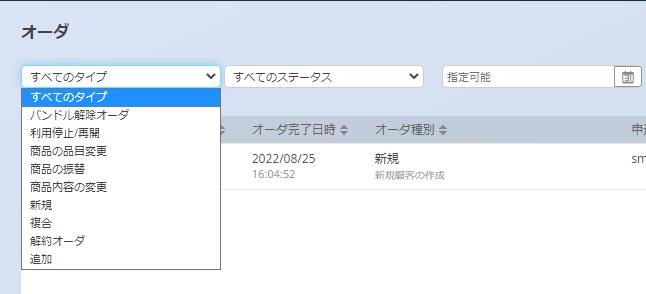 オーダ
すべてのタイプ
すべてのステータス
指定可能
すべてのタイプ
バンドル解除オーダ
利用停止/再開
商品の品目変更
商品の振替
商品内容の変更
新規
複合
解約オーダ
追加
オーダ完了日時
オーダ種別
申込
2022/08/25
新規
sm
16:04:52
新規顧客の作成